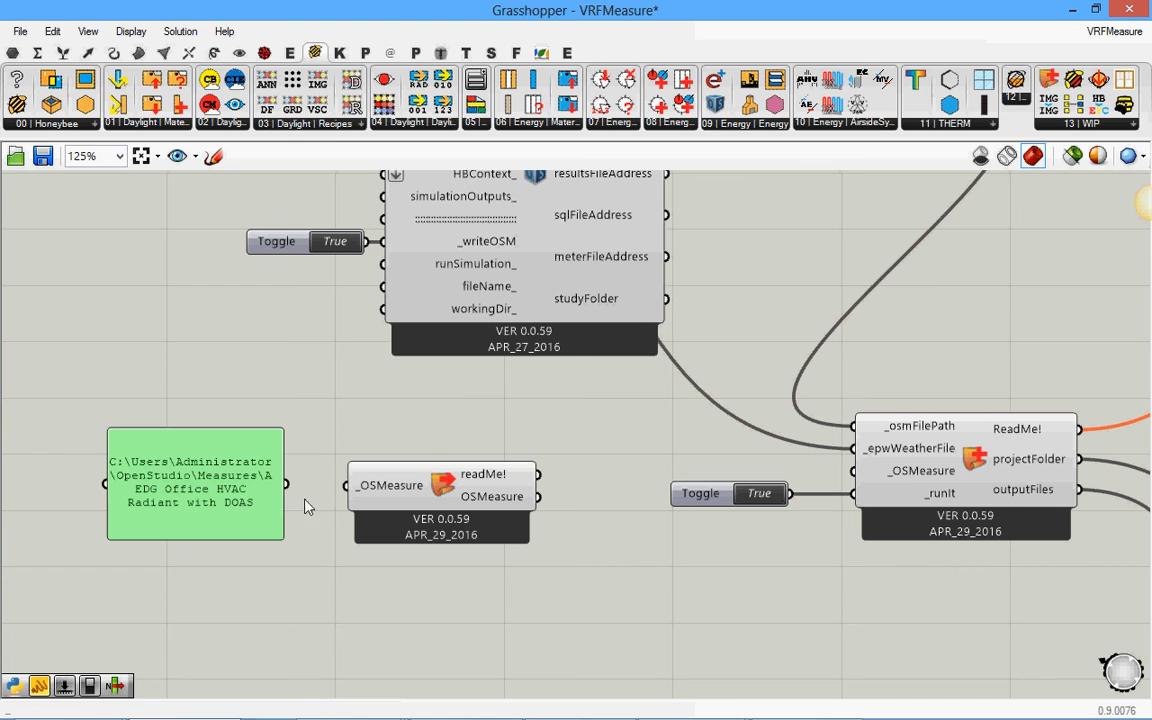 Grasshopper - VRFMeasure*
File Edit View Display Solution Help
VRFMeasure
E K P @ P T S F E
00 | Honeybee
01 | Daylight | Mate...
02 | Daylig...
03 | Daylight | Recipes
04 | Daylight | Dayli...
05 |...
06 | Energy | Mater...
07 | Energ...
08 | Energ...
09 | Energy | Energy
10 | Energy | AirsideSy...
11 | THERM
12 |...
13 | WIP
125%
HBContext_
resultsFileAddress
simulationOutputs_
sqlFileAddress
Toggle True
_writeOSM
meterFileAddress
runSimulation_
fileName_
studyFolder
workingDir_
VER 0.0.59
APR_27_2016
C:\Users\Administrator
\OpenStudio\Measures\A
EDG Office HVAC
Radiant with DOAS
_OSMeasure
readMe!
OSMeasure
VER 0.0.59
APR_29_2016
Toggle True
_osmFilePath
_epwWeatherFile
_OSMeasure
_runIt
ReadMe!
projectFolder
outputFiles
VER 0.0.59
APR_29_2016
0.9.0076